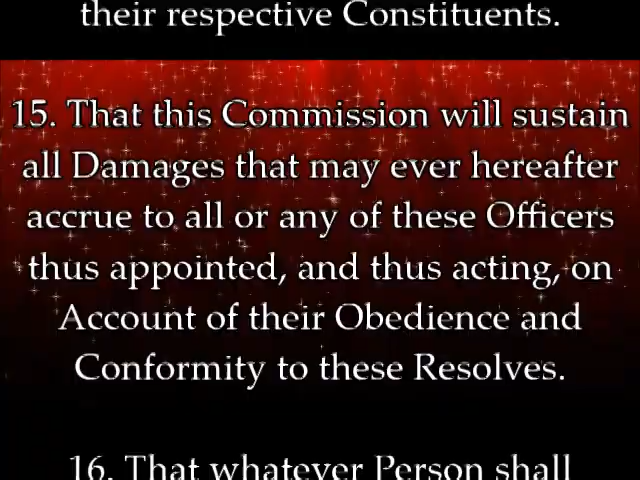 their respective Constituents.
15. That this Commission will sustain
all Damages that may ever hereafter
accrue to all or any of these Officers
thus appointed, and thus acting, on
Account of their Obedience and
Conformity to these Resolves.
16. That whatever Person shall